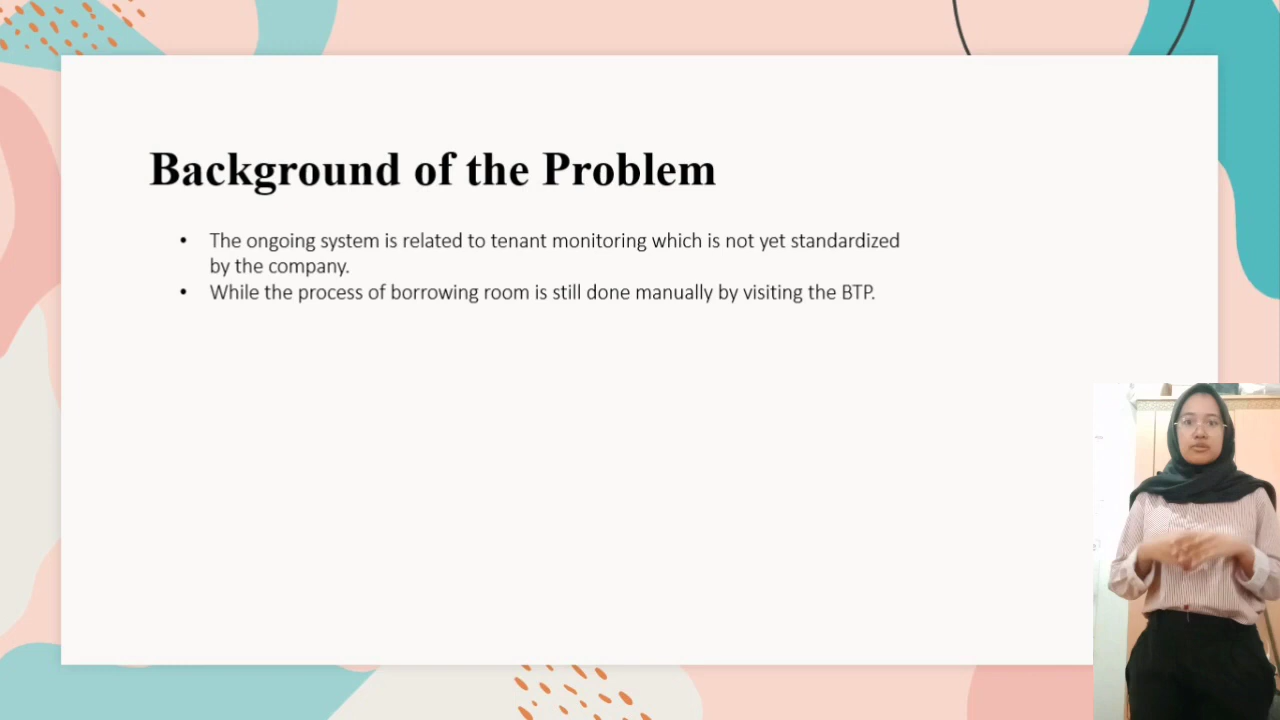 Background of the Problem
• The ongoing system is related to tenant monitoring which is not yet standardized
by the company.
• While the process of borrowing room is still done manually by visiting the BTP.